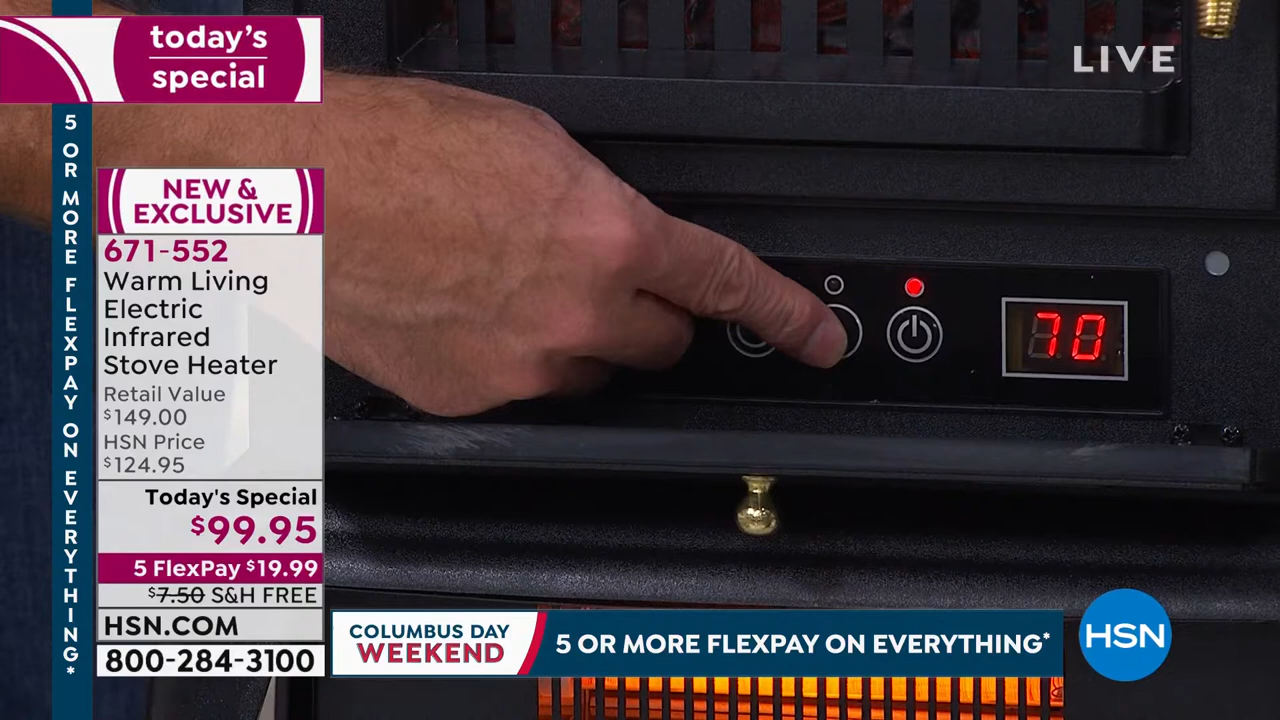 today's
special
LIVE
5 OR MORE FLEXPAY ON EVERYTHING*
NEW &
EXCLUSIVE
671-552
Warm Living
Electric
Infrared
Stove Heater
Retail Value
$149.00
HSN Price
$124.95
Today's Special
$99.95
5 FlexPay $19.99
$7.50 S&H FREE
HSN.COM
800-284-3100
70
COLUMBUS DAY
WEEKEND
5 OR MORE FLEXPAY ON EVERYTHING*
HSN